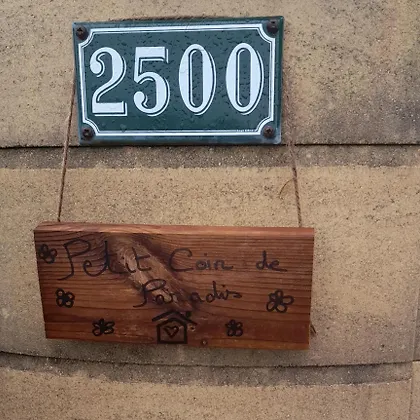 2500
Petit Coin de
Paradis